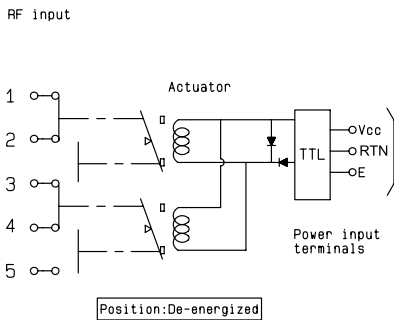 RF input
Actuator
1
2
3
4
5
TTL
Vcc
RTN
E
Power input
terminals
Position:De-energized